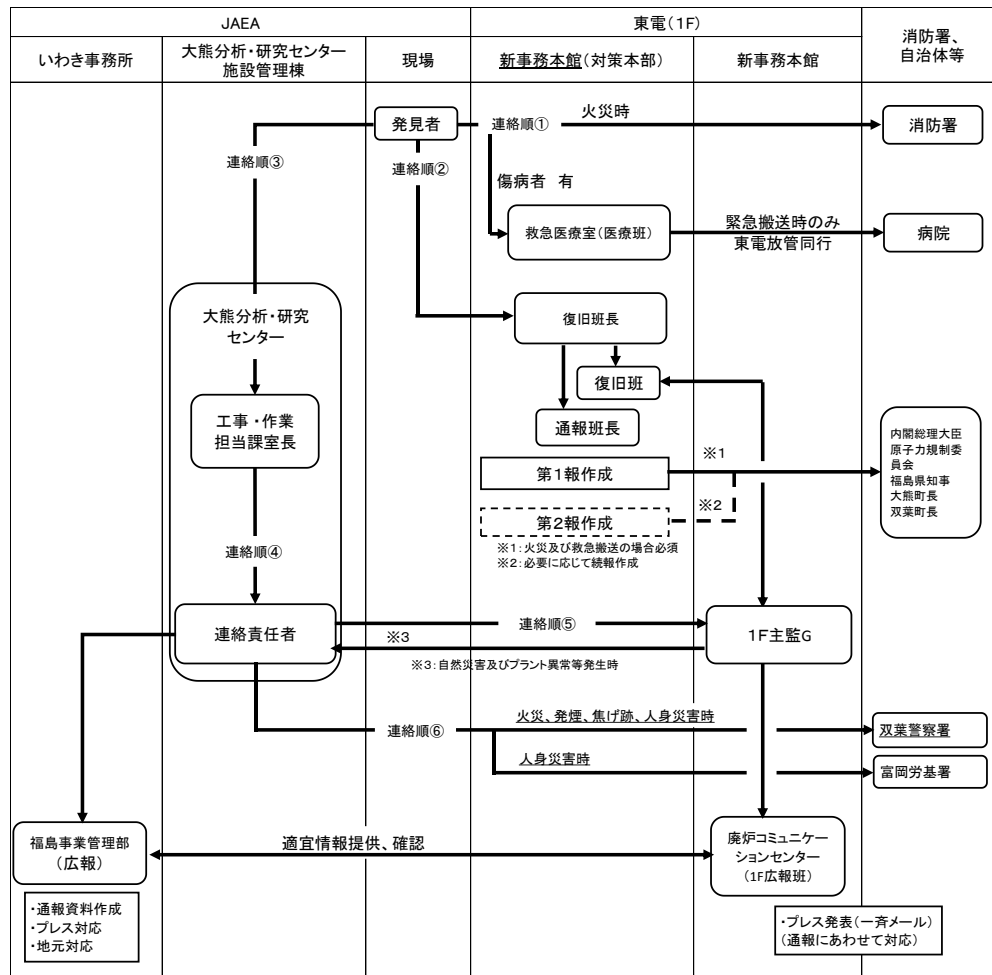 JAEA
東電(1F)
消防署、
自治体等
いわき事務所
大熊分析・研究センター
施設管理棟
現場
新事務本館(対策本部)
新事務本館
発見者
連絡順①
火災時
消防署
連絡順③
連絡順②
傷病者 有
救急医療室(医療班)
緊急搬送時のみ
東電放管同行
病院
大熊分析・研究
センター
復旧班長
復旧班
工事・作業
担当課室長
通報班長
第1報作成
※1
内閣総理大臣
原子力規制委
員会
福島県知事
大熊町長
双葉町長
第2報作成
※2
※1:火災及び救急搬送の場合必須
※2:必要に応じて続報作成
連絡順④
連絡責任者
連絡順⑤
※3
1F主監G
※3:自然災害及びプラント異常等発生時
連絡順⑥
火災、発煙、焦げ跡、人身災害時
双葉警察署
人身災害時
富岡労基署
福島事業管理部
(広報)
適宜情報提供、確認
廃炉コミュニケー
ションセンター
(1F広報班)
・通報資料作成
・プレス対応
・地元対応
・プレス発表(一斉メール)
(通報にあわせて対応)